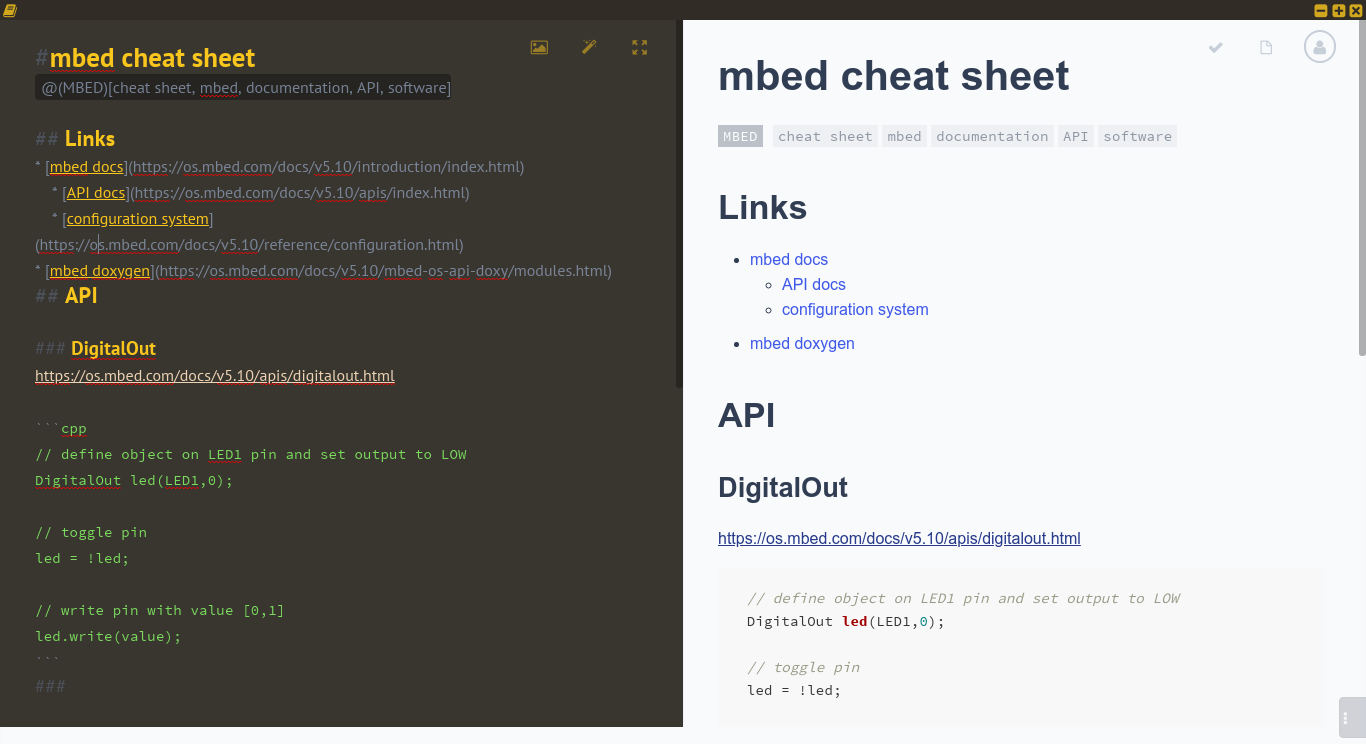 #mbed cheat sheet
@(MBED)[cheat sheet, mbed, documentation, API, software]
## Links
* [mbed docs](https://os.mbed.com/docs/v5.10/introduction/index.html)
* [API docs](https://os.mbed.com/docs/v5.10/apis/index.html)
* [configuration system]
(https://os.mbed.com/docs/v5.10/reference/configuration.html)
* [mbed doxygen](https://os.mbed.com/docs/v5.10/mbed-os-api-doxy/modules.html)
## API
### DigitalOut
https://os.mbed.com/docs/v5.10/apis/digitalout.html
```cpp
// define object on LED1 pin and set output to LOW
DigitalOut led(LED1,0);
// toggle pin
led = !led;
// write pin with value [0,1]
led.write(value);
```
###
mbed cheat sheet
MBED cheat sheet mbed documentation API software
Links
• mbed docs
◦ API docs
◦ configuration system
• mbed doxygen
API
DigitalOut
https://os.mbed.com/docs/v5.10/apis/digitalout.html
// define object on LED1 pin and set output to LOW
DigitalOut led(LED1,0);
// toggle pin
led = !led;